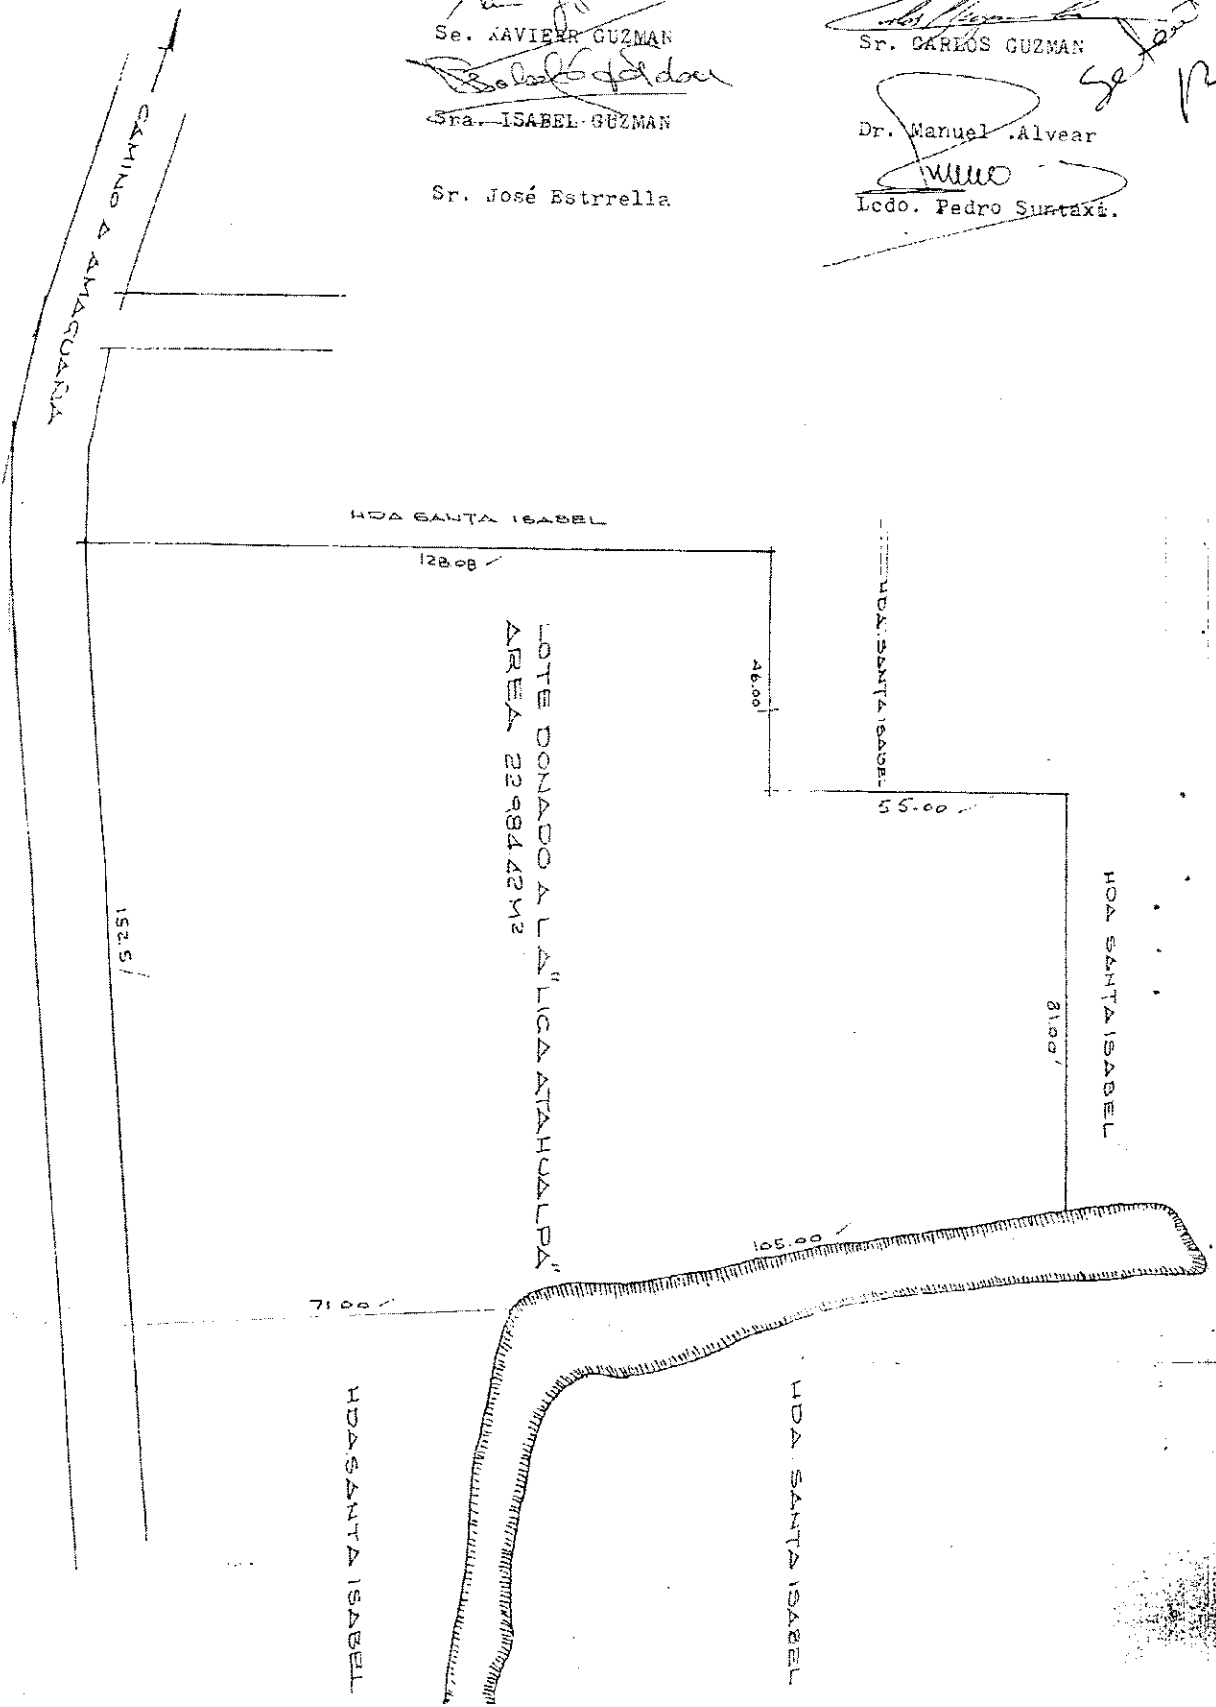 Se. XAVIERR GUZMAN
Sr. CARLOS GUZMAN
Sra. ISABEL GUZMAN
Dr. Manuel .Alvear
Sr. José Estrrella
Lcdo. Pedro Suntaxi.
CAMINO A AMAGUAÑA
HDA SANTA ISABEL
128.08
HDA. SANTA ISABEL
46.00
55.00
LOTE DONADO A LA "LIGA ATAHUALPA"
AREA 22984.42 M2
HDA SANTA ISABEL
81.00
152.5
105.00
71.00
HDA. SANTA ISABEL
HDA. SANTA ISABEL